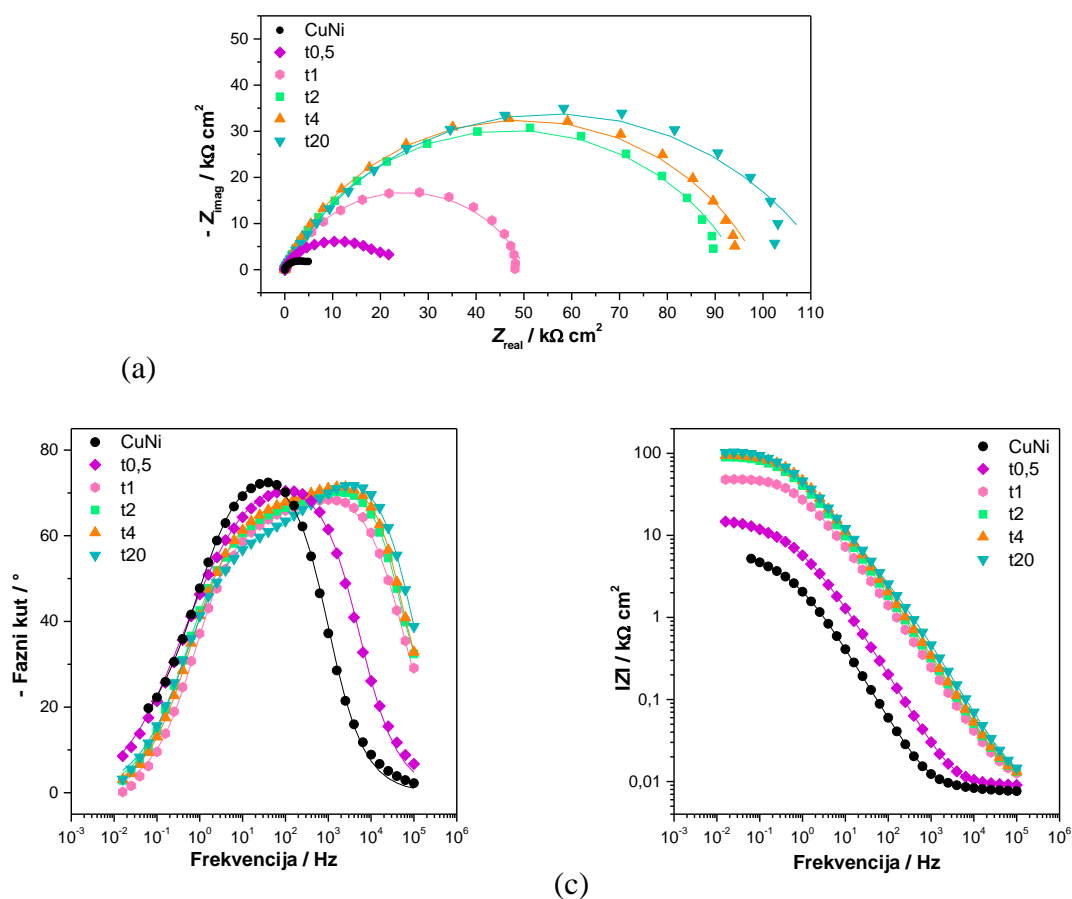 CuNi
t0,5
t1
t2
t4
t20
50
40
30
20
10
0
- Zimag / kΩ cm²
0 10 20 30 40 50 60 70 80 90 100 110
Zreal / kΩ cm²
(a)
80
60
40
20
0
- Fazni kut / °
CuNi
t0,5
t1
t2
t4
t20
10⁻³ 10⁻² 10⁻¹ 10⁰ 10¹ 10² 10³ 10⁴ 10⁵ 10⁶
Frekvencija / Hz
100
10
1
0,1
0,01
IZI / kΩ cm²
CuNi
t0,5
t1
t2
t4
t20
10⁻³ 10⁻² 10⁻¹ 10⁰ 10¹ 10² 10³ 10⁴ 10⁵ 10⁶
Frekvencija / Hz
(c)